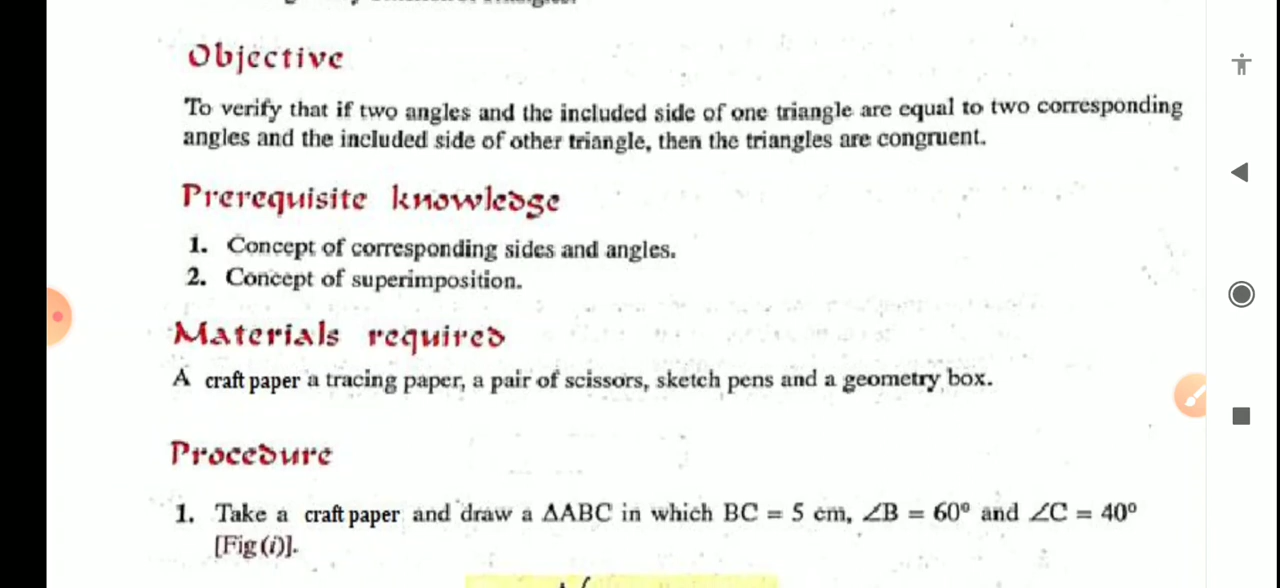 Objective
To verify that if two angles and the included side of one triangle are equal to two corresponding
angles and the included side of other triangle, then the triangles are congruent.
Prerequisite knowledge
1. Concept of corresponding sides and angles.
2. Concept of superimposition.
Materials required
A craft paper a tracing paper, a pair of scissors, sketch pens and a geometry box.
Procedure
1. Take a craft paper and draw a ΔABC in which BC = 5 cm, ∠B = 60° and ∠C = 40°
[Fig (i)].